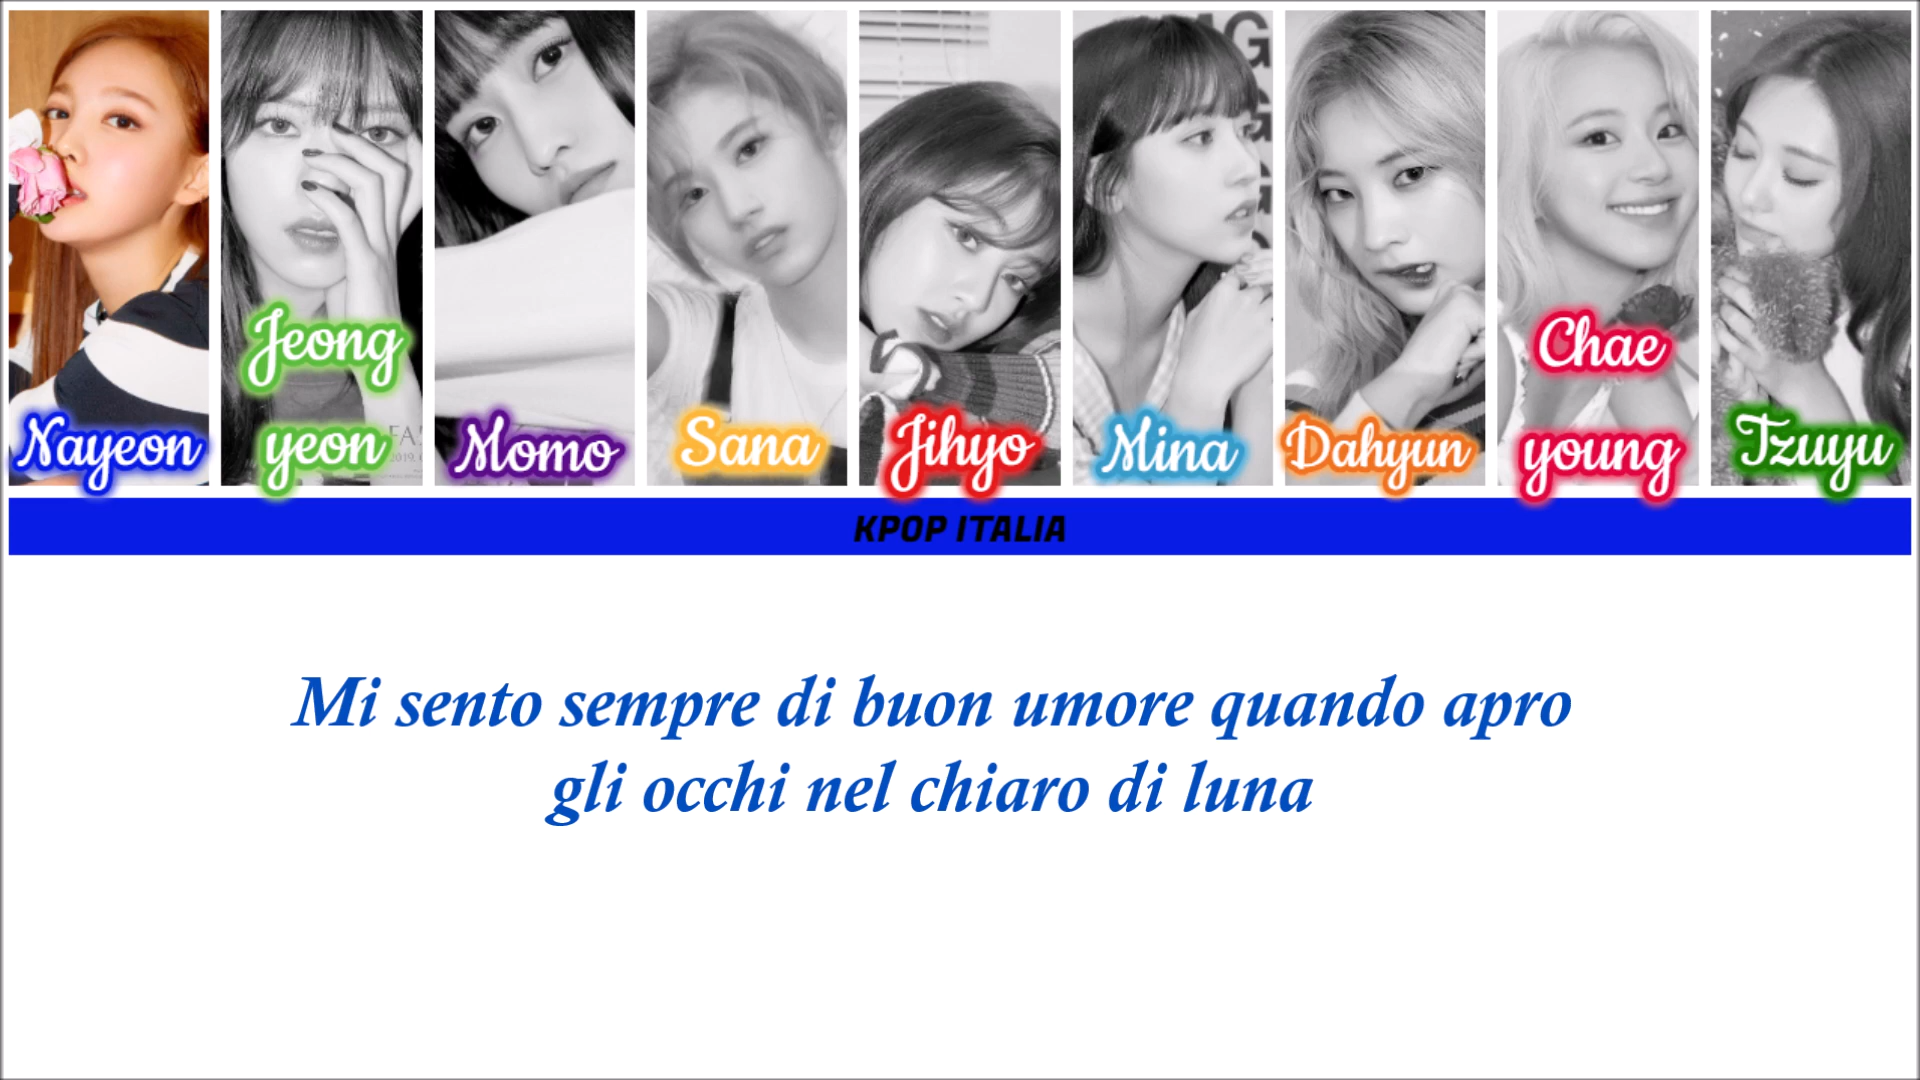 Nayeon
Jeong
yeon
Momo
Sana
Jihyo
Mina
Dahyun
Chae
young
Tzuyu
KPOP ITALIA
Mi sento sempre di buon umore quando apro
gli occhi nel chiaro di luna